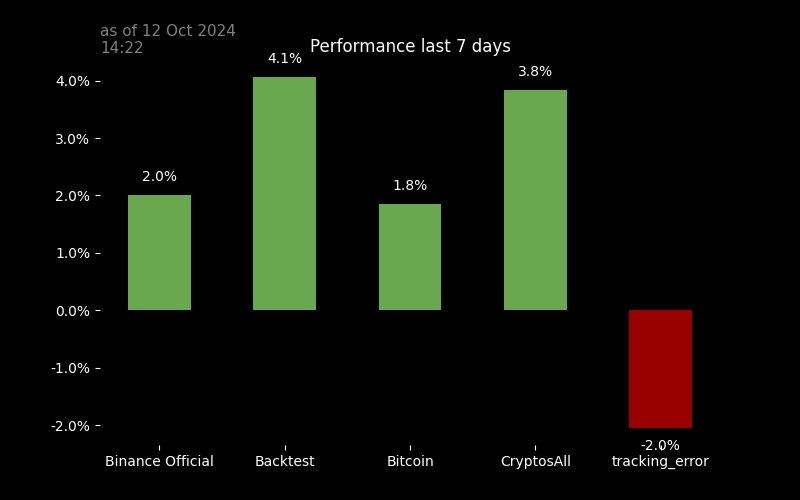 as of 12 Oct 2024
14:22
Performance last 7 days
4.1%
3.8%
4.0%
3.0%
2.0%
1.8%
2.0%
1.0%
0.0%
-1.0%
-2.0%
-2.0%
Binance Official
Backtest
Bitcoin
CryptosAll
tracking_error